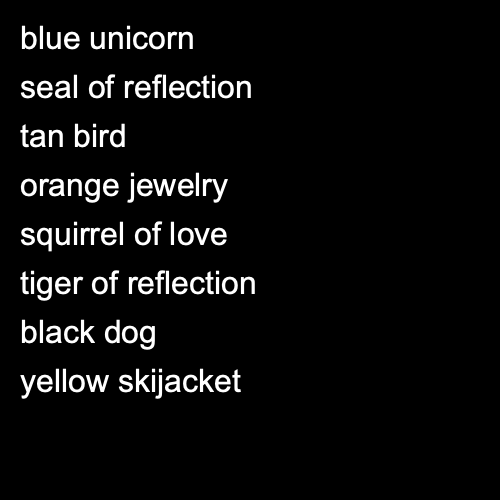 blue unicorn
seal of reflection
tan bird
orange jewelry
squirrel of love
tiger of reflection
black dog
yellow skijacket